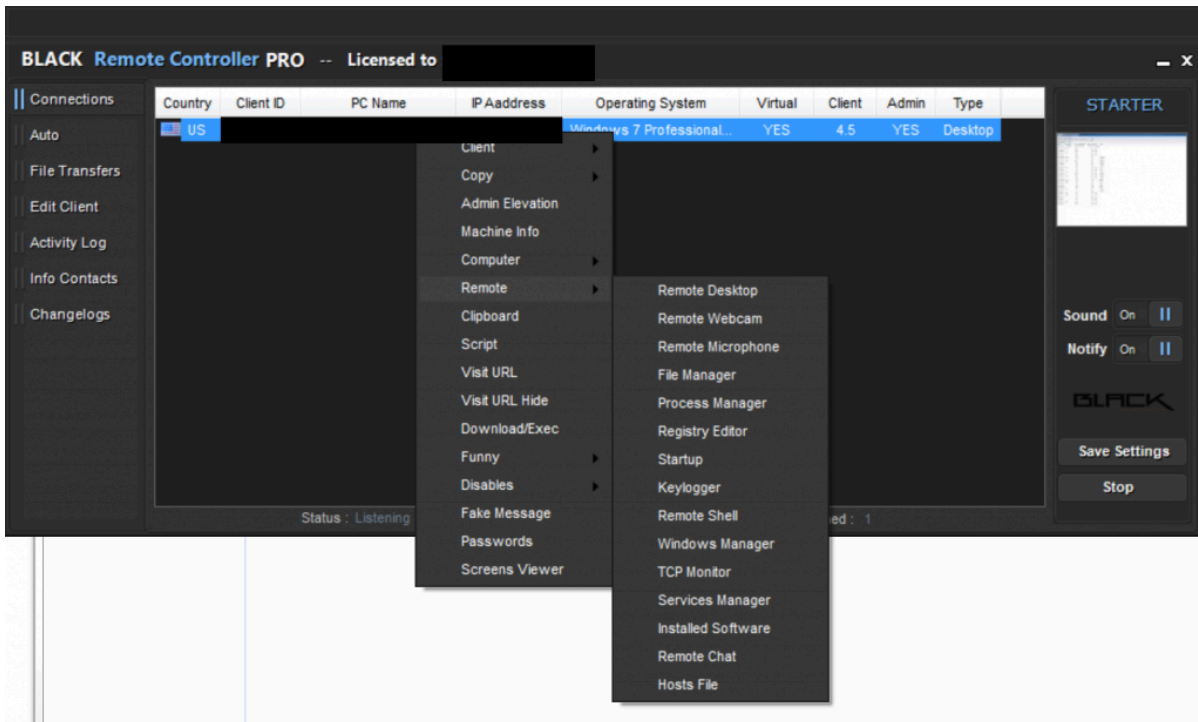 BLACK Remote Controller PRO -- Licensed to
Connections
Auto
File Transfers
Edit Client
Activity Log
Info Contacts
Changelogs
Country Client ID PC Name IP Aaddress Operating System Virtual Client Admin Type
US Windows 7 Professional... YES 4.5 YES Desktop
Client
Copy
Admin Elevation
Machine Info
Computer
Remote
Clipboard
Script
Visit URL
Visit URL Hide
Download/Exec
Funny
Disables
Fake Message
Passwords
Screens Viewer
Remote Desktop
Remote Webcam
Remote Microphone
File Manager
Process Manager
Registry Editor
Startup
Keylogger
Remote Shell
Windows Manager
TCP Monitor
Services Manager
Installed Software
Remote Chat
Hosts File
Status : Listening
ed : 1
STARTER
Sound On
Notify On
BLACK
Save Settings
Stop